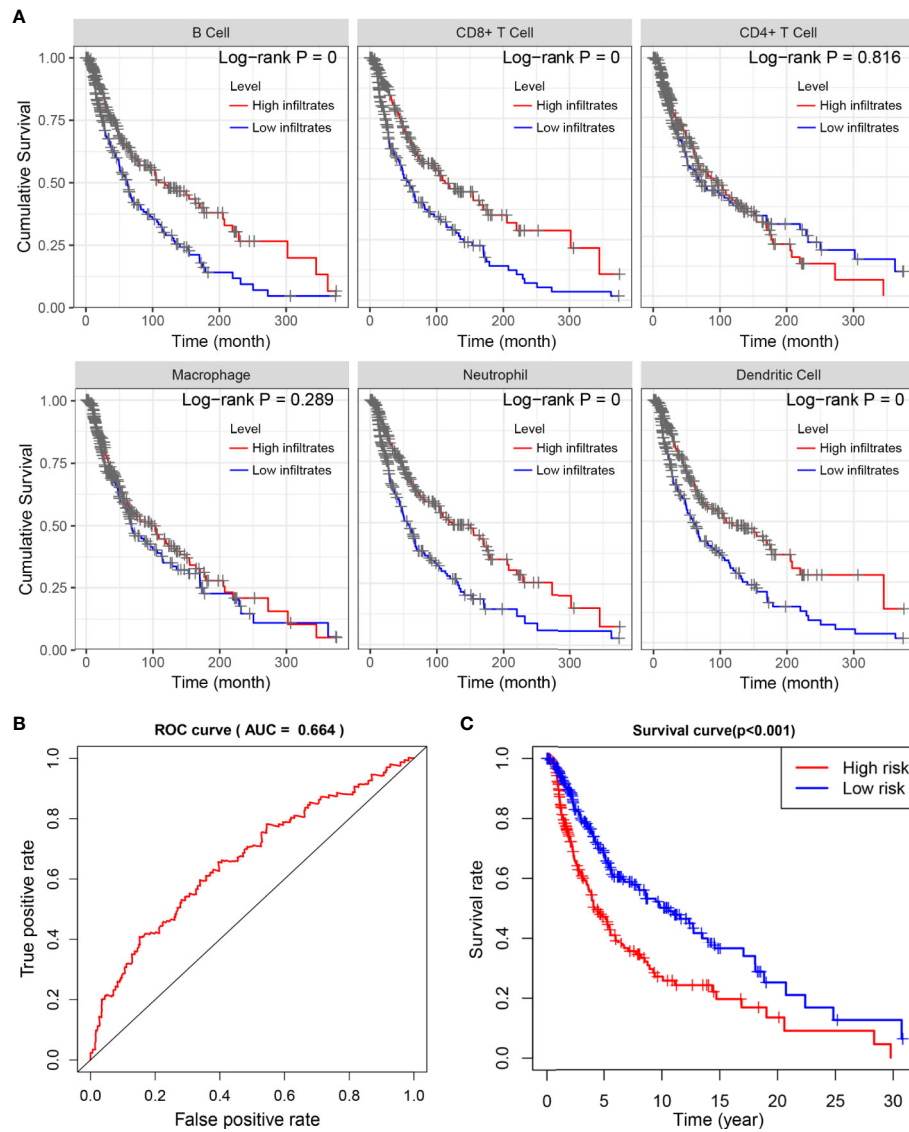 A
B Cell
CD8+ T Cell
CD4+ T Cell
Log-rank P = 0
Level
High infiltrates
Low infiltrates
Log-rank P = 0
Level
High infiltrates
Low infiltrates
Log-rank P = 0.816
Level
High infiltrates
Low infiltrates
Cumulative Survival
1.00
0.75
0.50
0.25
0.00
0 100 200 300
0 100 200 300
0 100 200 300
Time (month)
Time (month)
Time (month)
Macrophage
Neutrophil
Dendritic Cell
Log-rank P = 0.289
Level
High infiltrates
Low infiltrates
Log-rank P = 0
Level
High infiltrates
Low infiltrates
Log-rank P = 0
Level
High infiltrates
Low infiltrates
Cumulative Survival
1.00
0.75
0.50
0.25
0.00
0 100 200 300
0 100 200 300
0 100 200 300
Time (month)
Time (month)
Time (month)
B
ROC curve ( AUC = 0.664 )
True positive rate
1.0
0.8
0.6
0.4
0.2
0.0
0.0 0.2 0.4 0.6 0.8 1.0
False positive rate
C
Survival curve(p<0.001)
High risk
Low risk
Survival rate
1.0
0.8
0.6
0.4
0.2
0.0
0 5 10 15 20 25 30
Time (year)